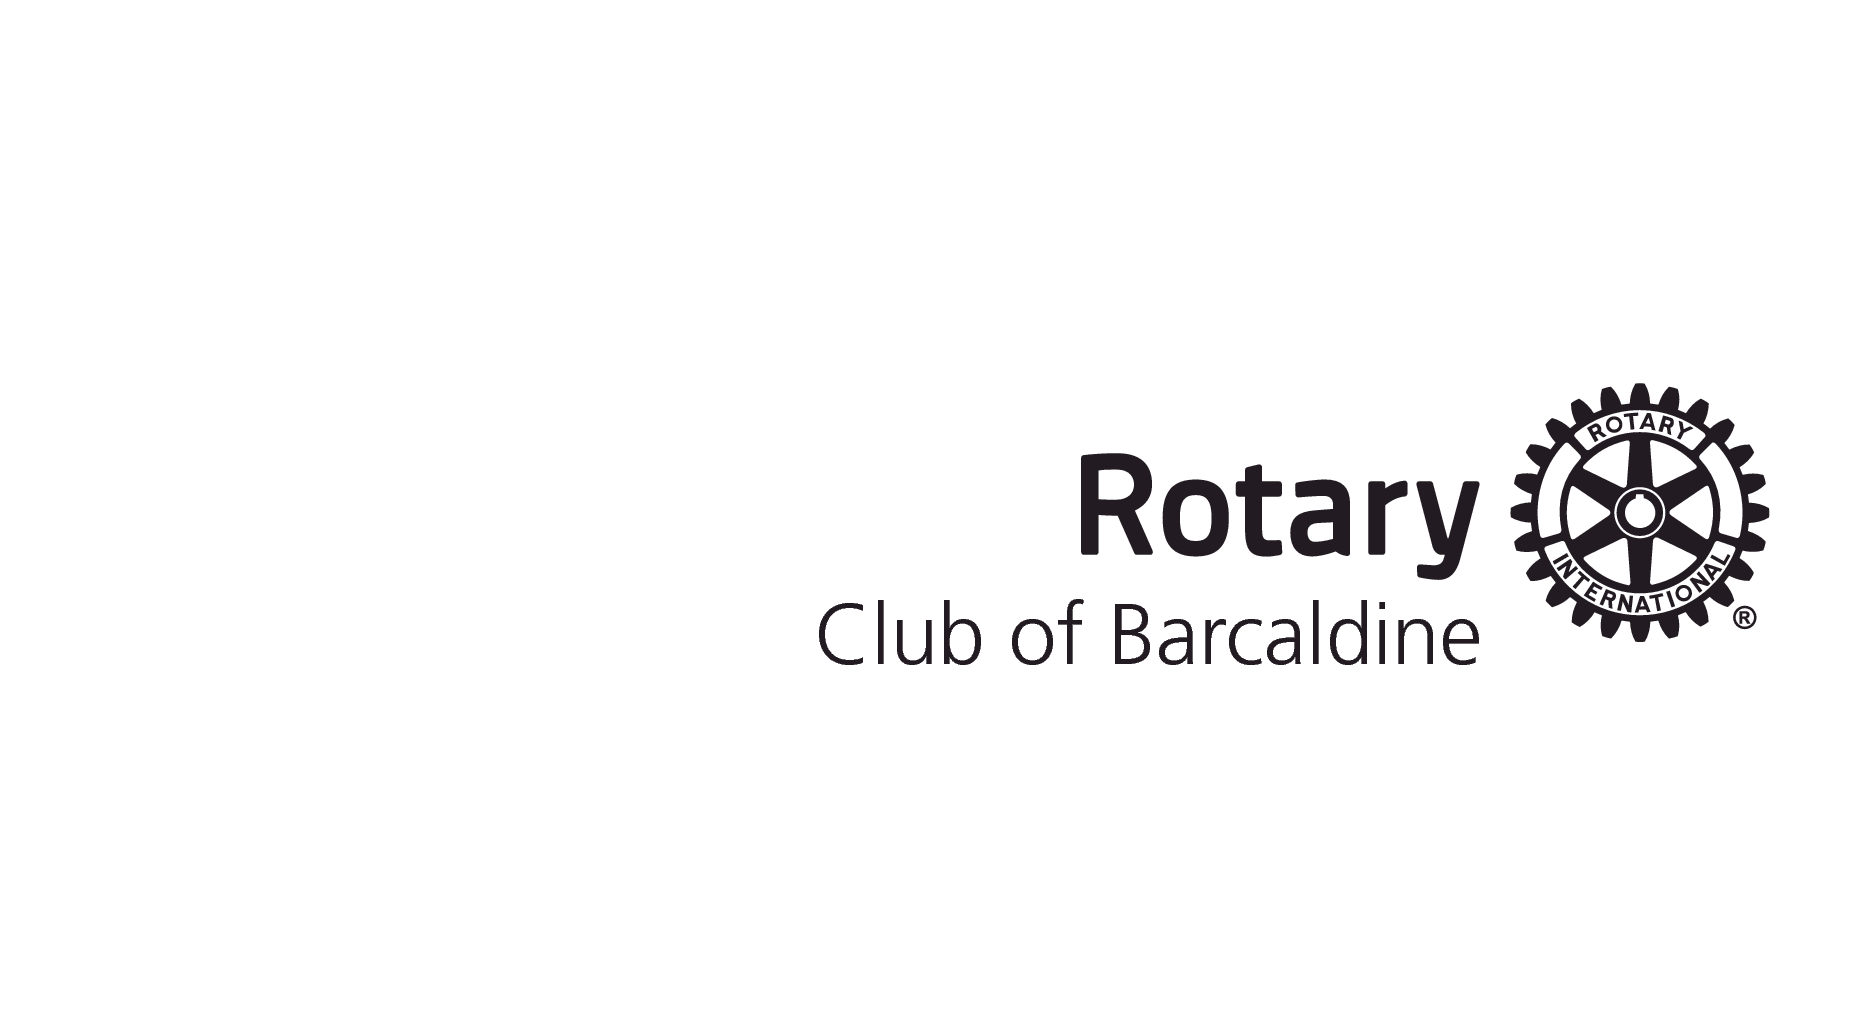 Rotary
Club of Barcaldine
ROTARY
INTERNATIONAL
®